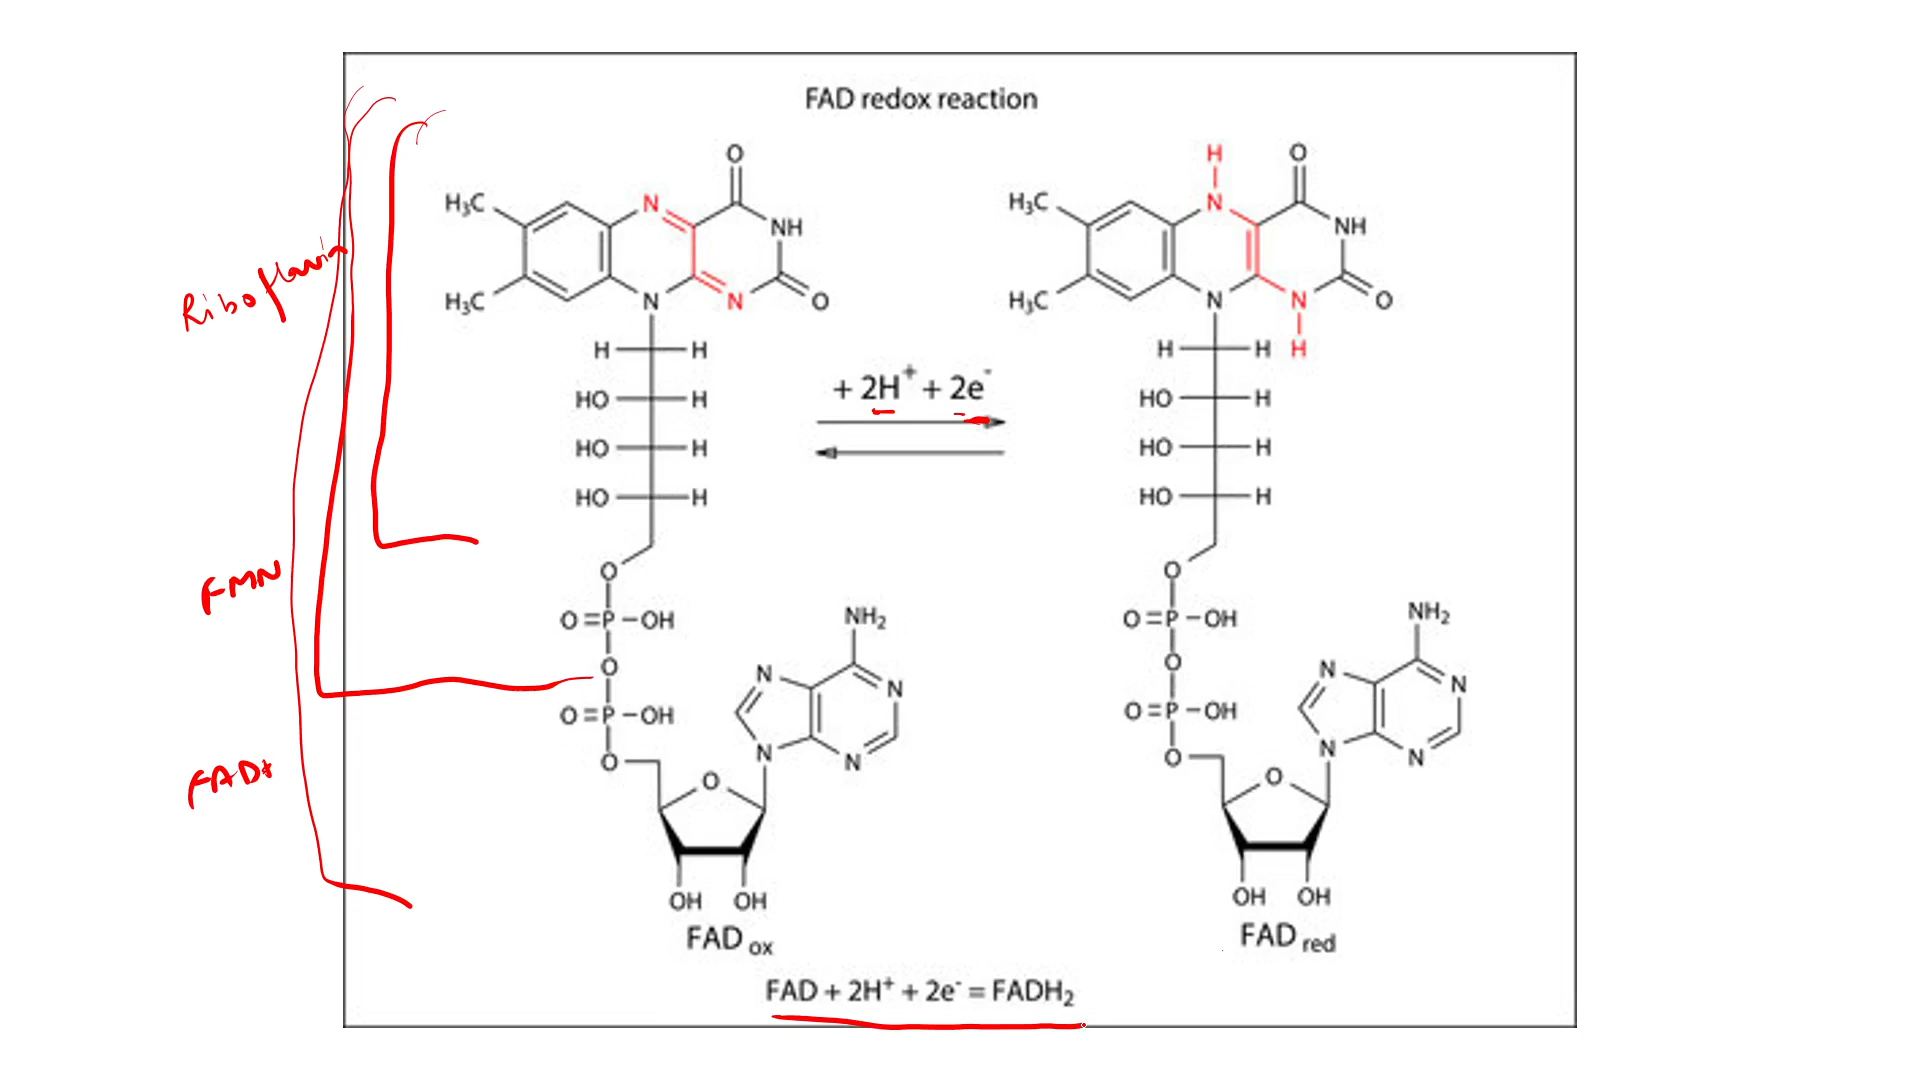 FAD redox reaction
O
H₃C N NH
H₃C N N O
H H
HO H
HO H
HO H
O
O=P-OH
O
O=P-OH
O
NH₂
N N
N N
O
OH OH
FAD ox
+ 2H⁺ + 2e⁻
H O
H₃C N NH
H₃C N N O
H H H
HO H
HO H
HO H
O
O=P-OH
O
O=P-OH
O
NH₂
N N
N N
O
OH OH
FAD red
FAD + 2H⁺ + 2e⁻ = FADH₂
Riboflavin
FMN